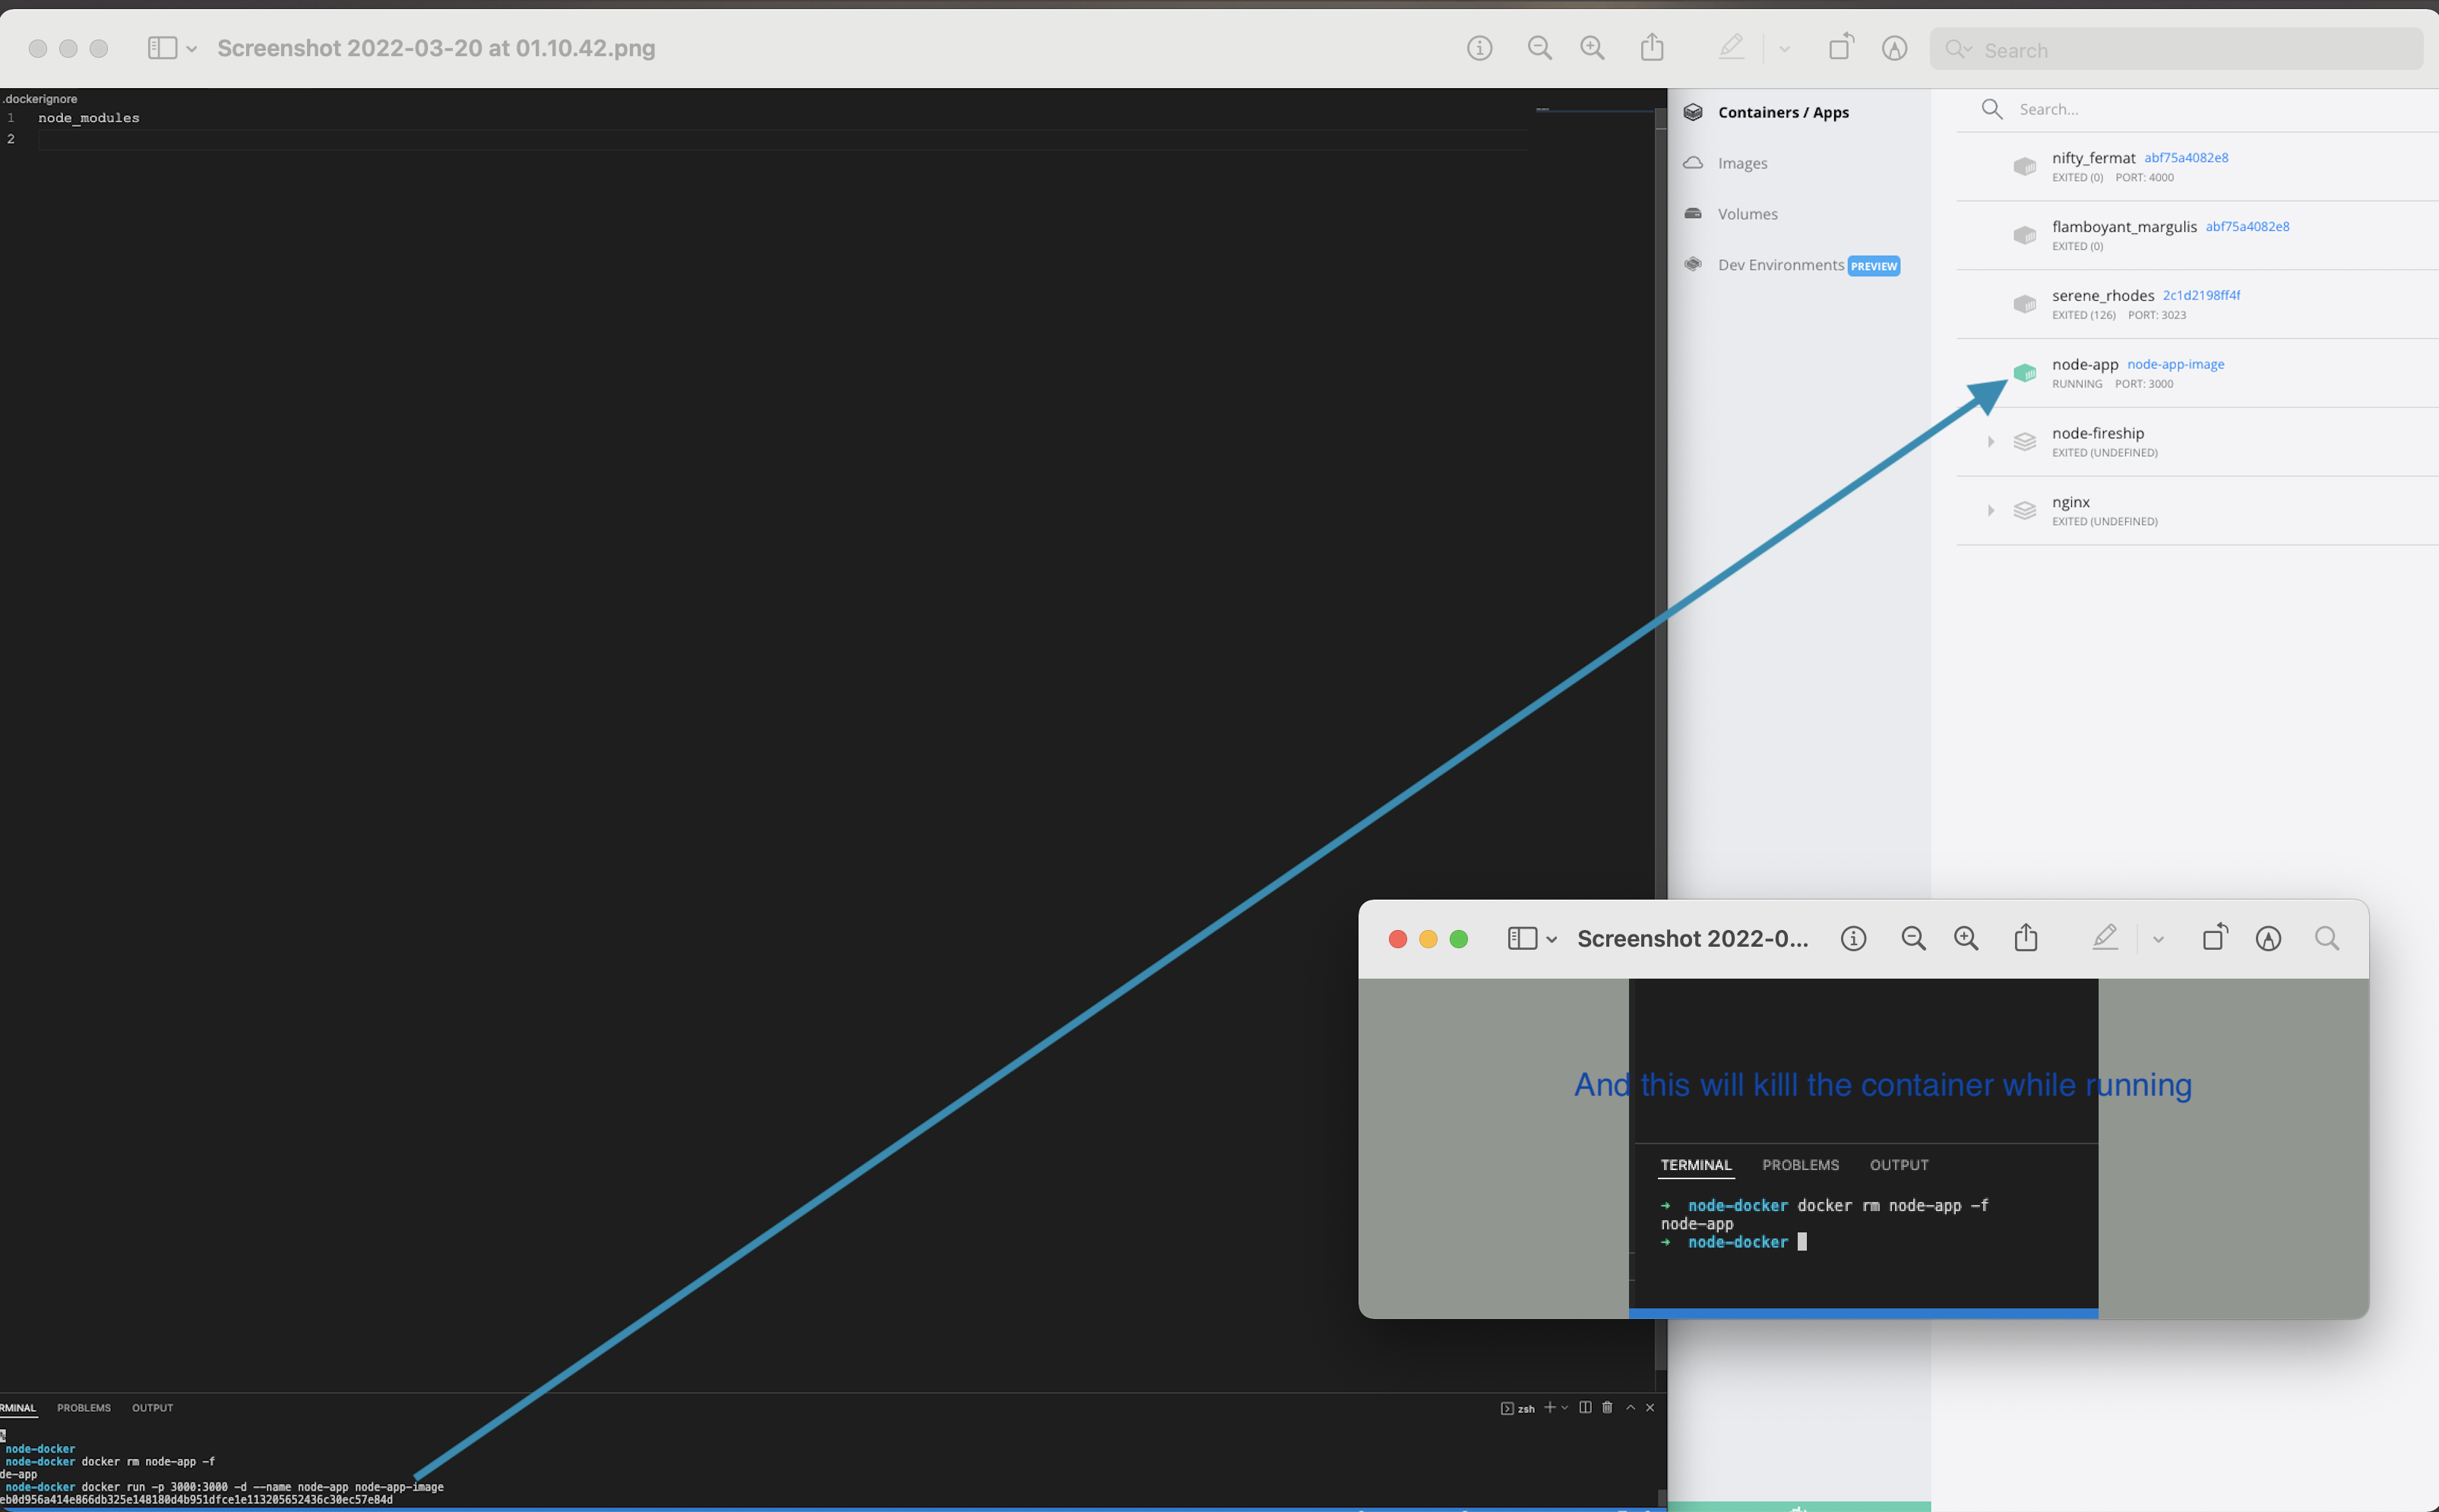 Screenshot 2022-03-20 at 01.10.42.png
Search
.dockerignore
1 node_modules
2
Containers / Apps
Images
Volumes
Dev Environments PREVIEW
Search...
nifty_fermat abf75a4082e8
EXITED (0) PORT: 4000
flamboyant_margulis abf75a4082e8
EXITED (0)
serene_rhodes 2c1d2198ff4f
EXITED (126) PORT: 3023
node-app node-app-image
RUNNING PORT: 3000
node-fireship
EXITED (UNDEFINED)
nginx
EXITED (UNDEFINED)
Screenshot 2022-0...
And this will killl the container while running
TERMINAL PROBLEMS OUTPUT
➜ node-docker docker rm node-app -f
node-app
➜ node-docker
RMINAL PROBLEMS OUTPUT
zsh
node-docker
node-docker docker rm node-app -f
de-app
node-docker docker run -p 3000:3000 -d --name node-app node-app-image
eb0d956a414e866db325e148180d4b951dfce1e113205652436c30ec57e84d